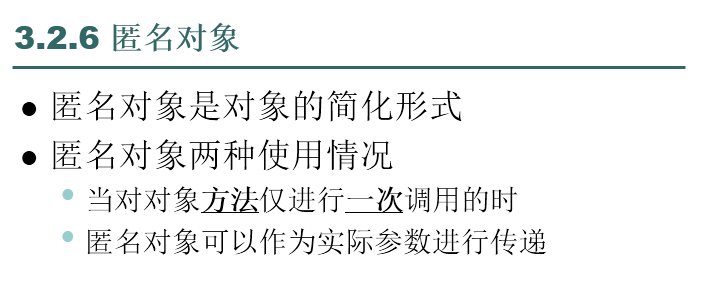 3.2.6 匿名对象
匿名对象是对象的简化形式
匿名对象两种使用情况
当对对象方法仅进行一次调用的时
匿名对象可以作为实际参数进行传递